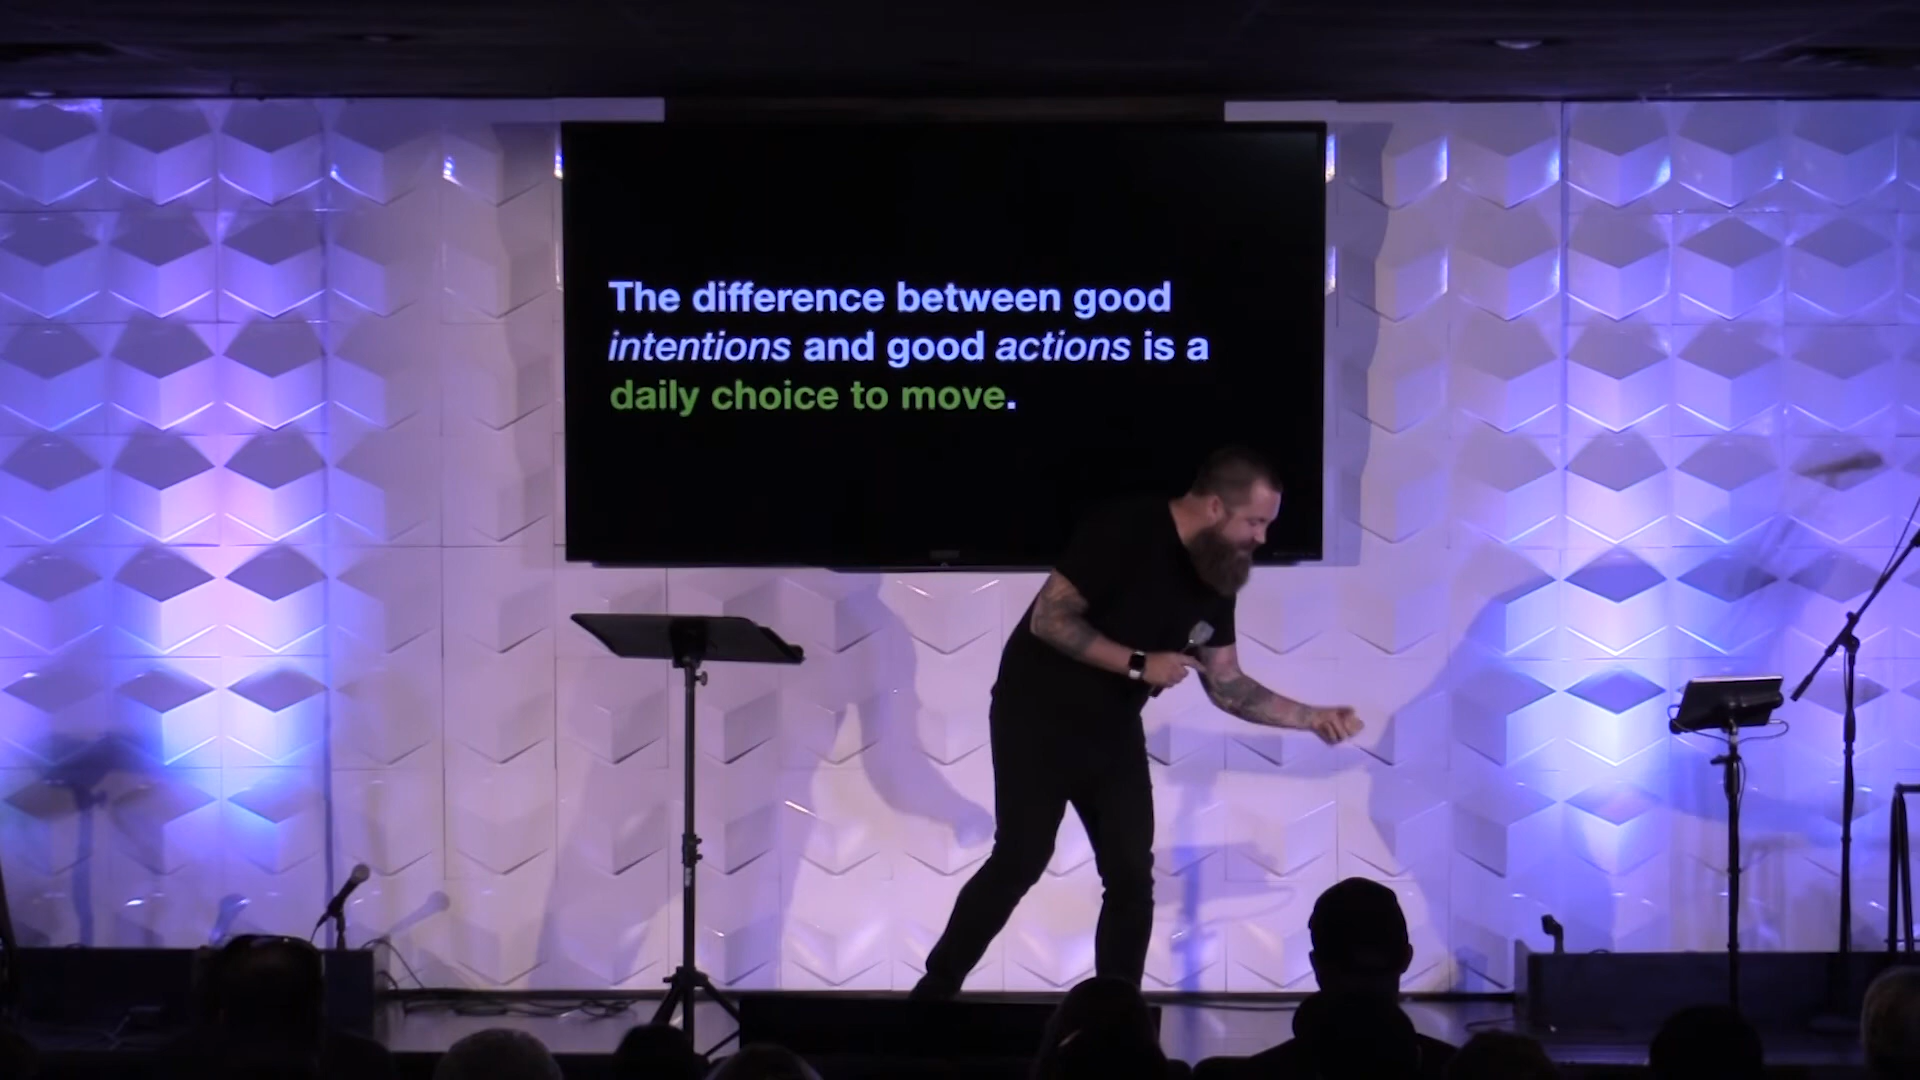 The difference between good
intentions and good actions is a
daily choice to move.